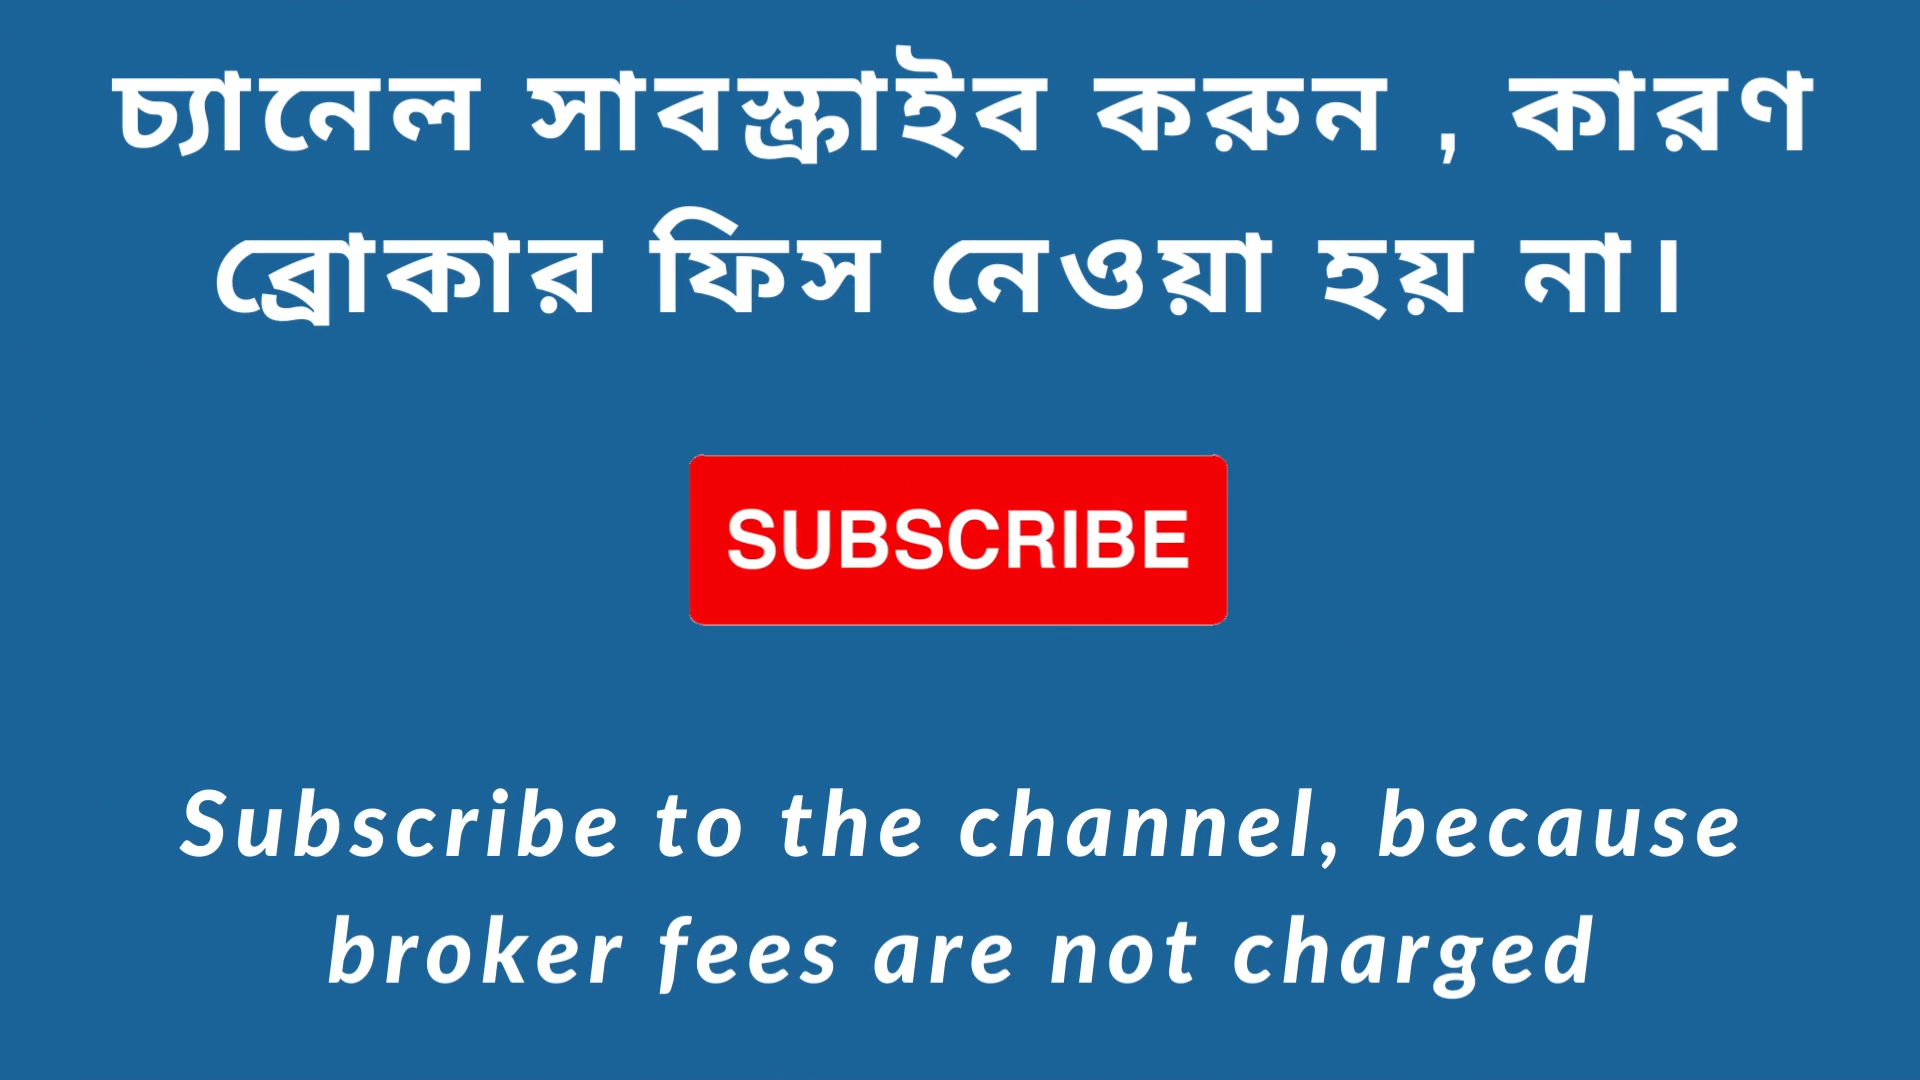 চ্যানেল সাবস্ক্রাইব করুন , কারণ
ব্রোকার ফিস নেওয়া হয় না।
SUBSCRIBE
Subscribe to the channel, because
broker fees are not charged